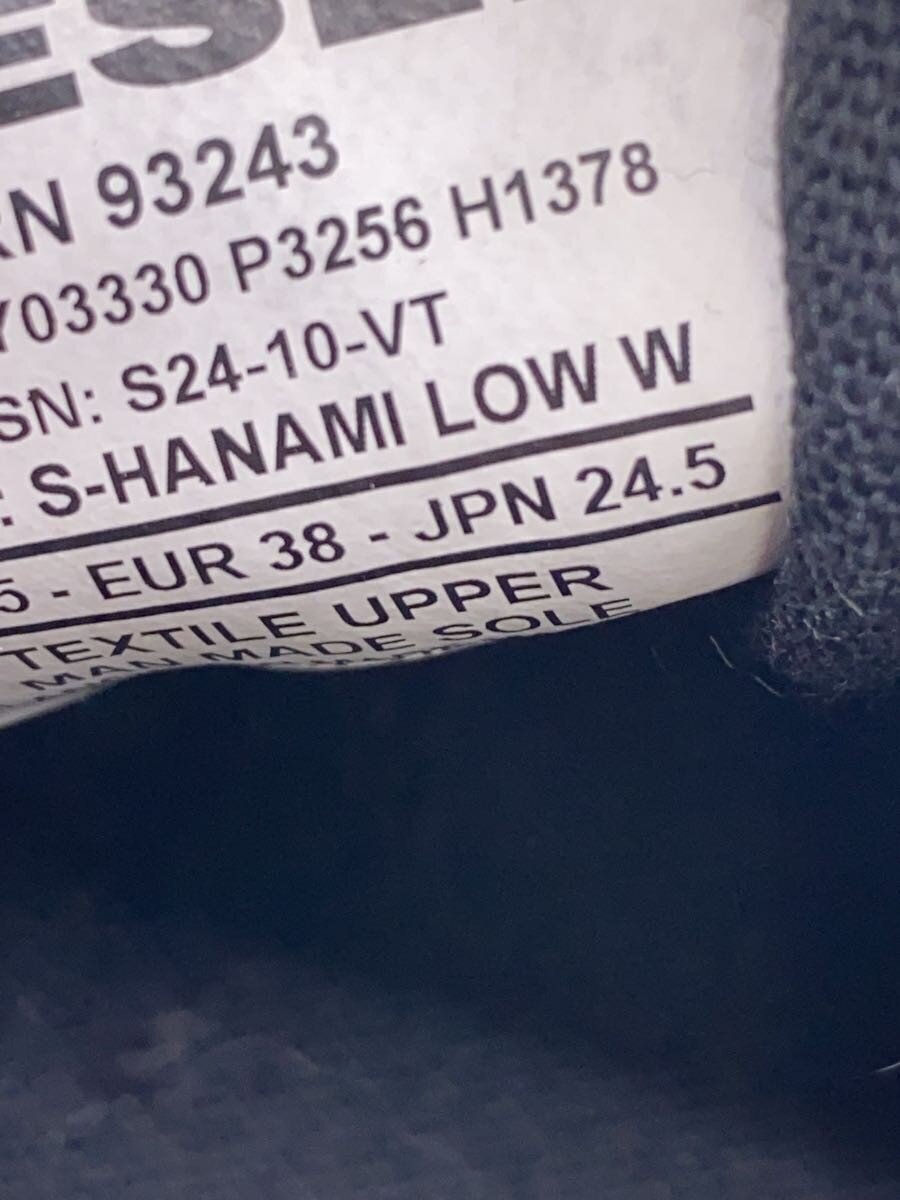 ESE
RN 93243
Y03330 P3256 H1378
SN: S24-10-VT
: S-HANAMI LOW W
5 - EUR 38 - JPN 24.5
TEXTILE UPPER
MAN MADE SOLE